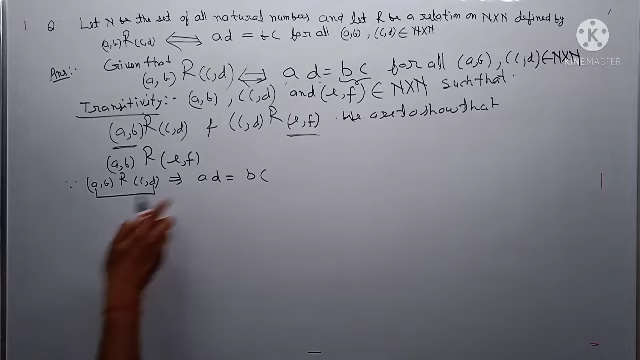 Q. Let N be the set of all natural numbers and let R be a relation on N×N defined by
(a,b)R(c,d) ⟺ ad = bc for all (a,b), (c,d) ∈ N×N
Ans:- Given that
(a,b) R(c,d) ⟺ ad = bc for all (a,b), (c,d) ∈ N×N
Transitivity:- (a,b), (c,d) and (e,f) ∈ N×N such that
(a,b)R(c,d) & (c,d) R(e,f). We are to show that
(a,b) R(e,f)
∵ (a,b) R(c,d) ⇒ ad = bc
K
KINEMASTER